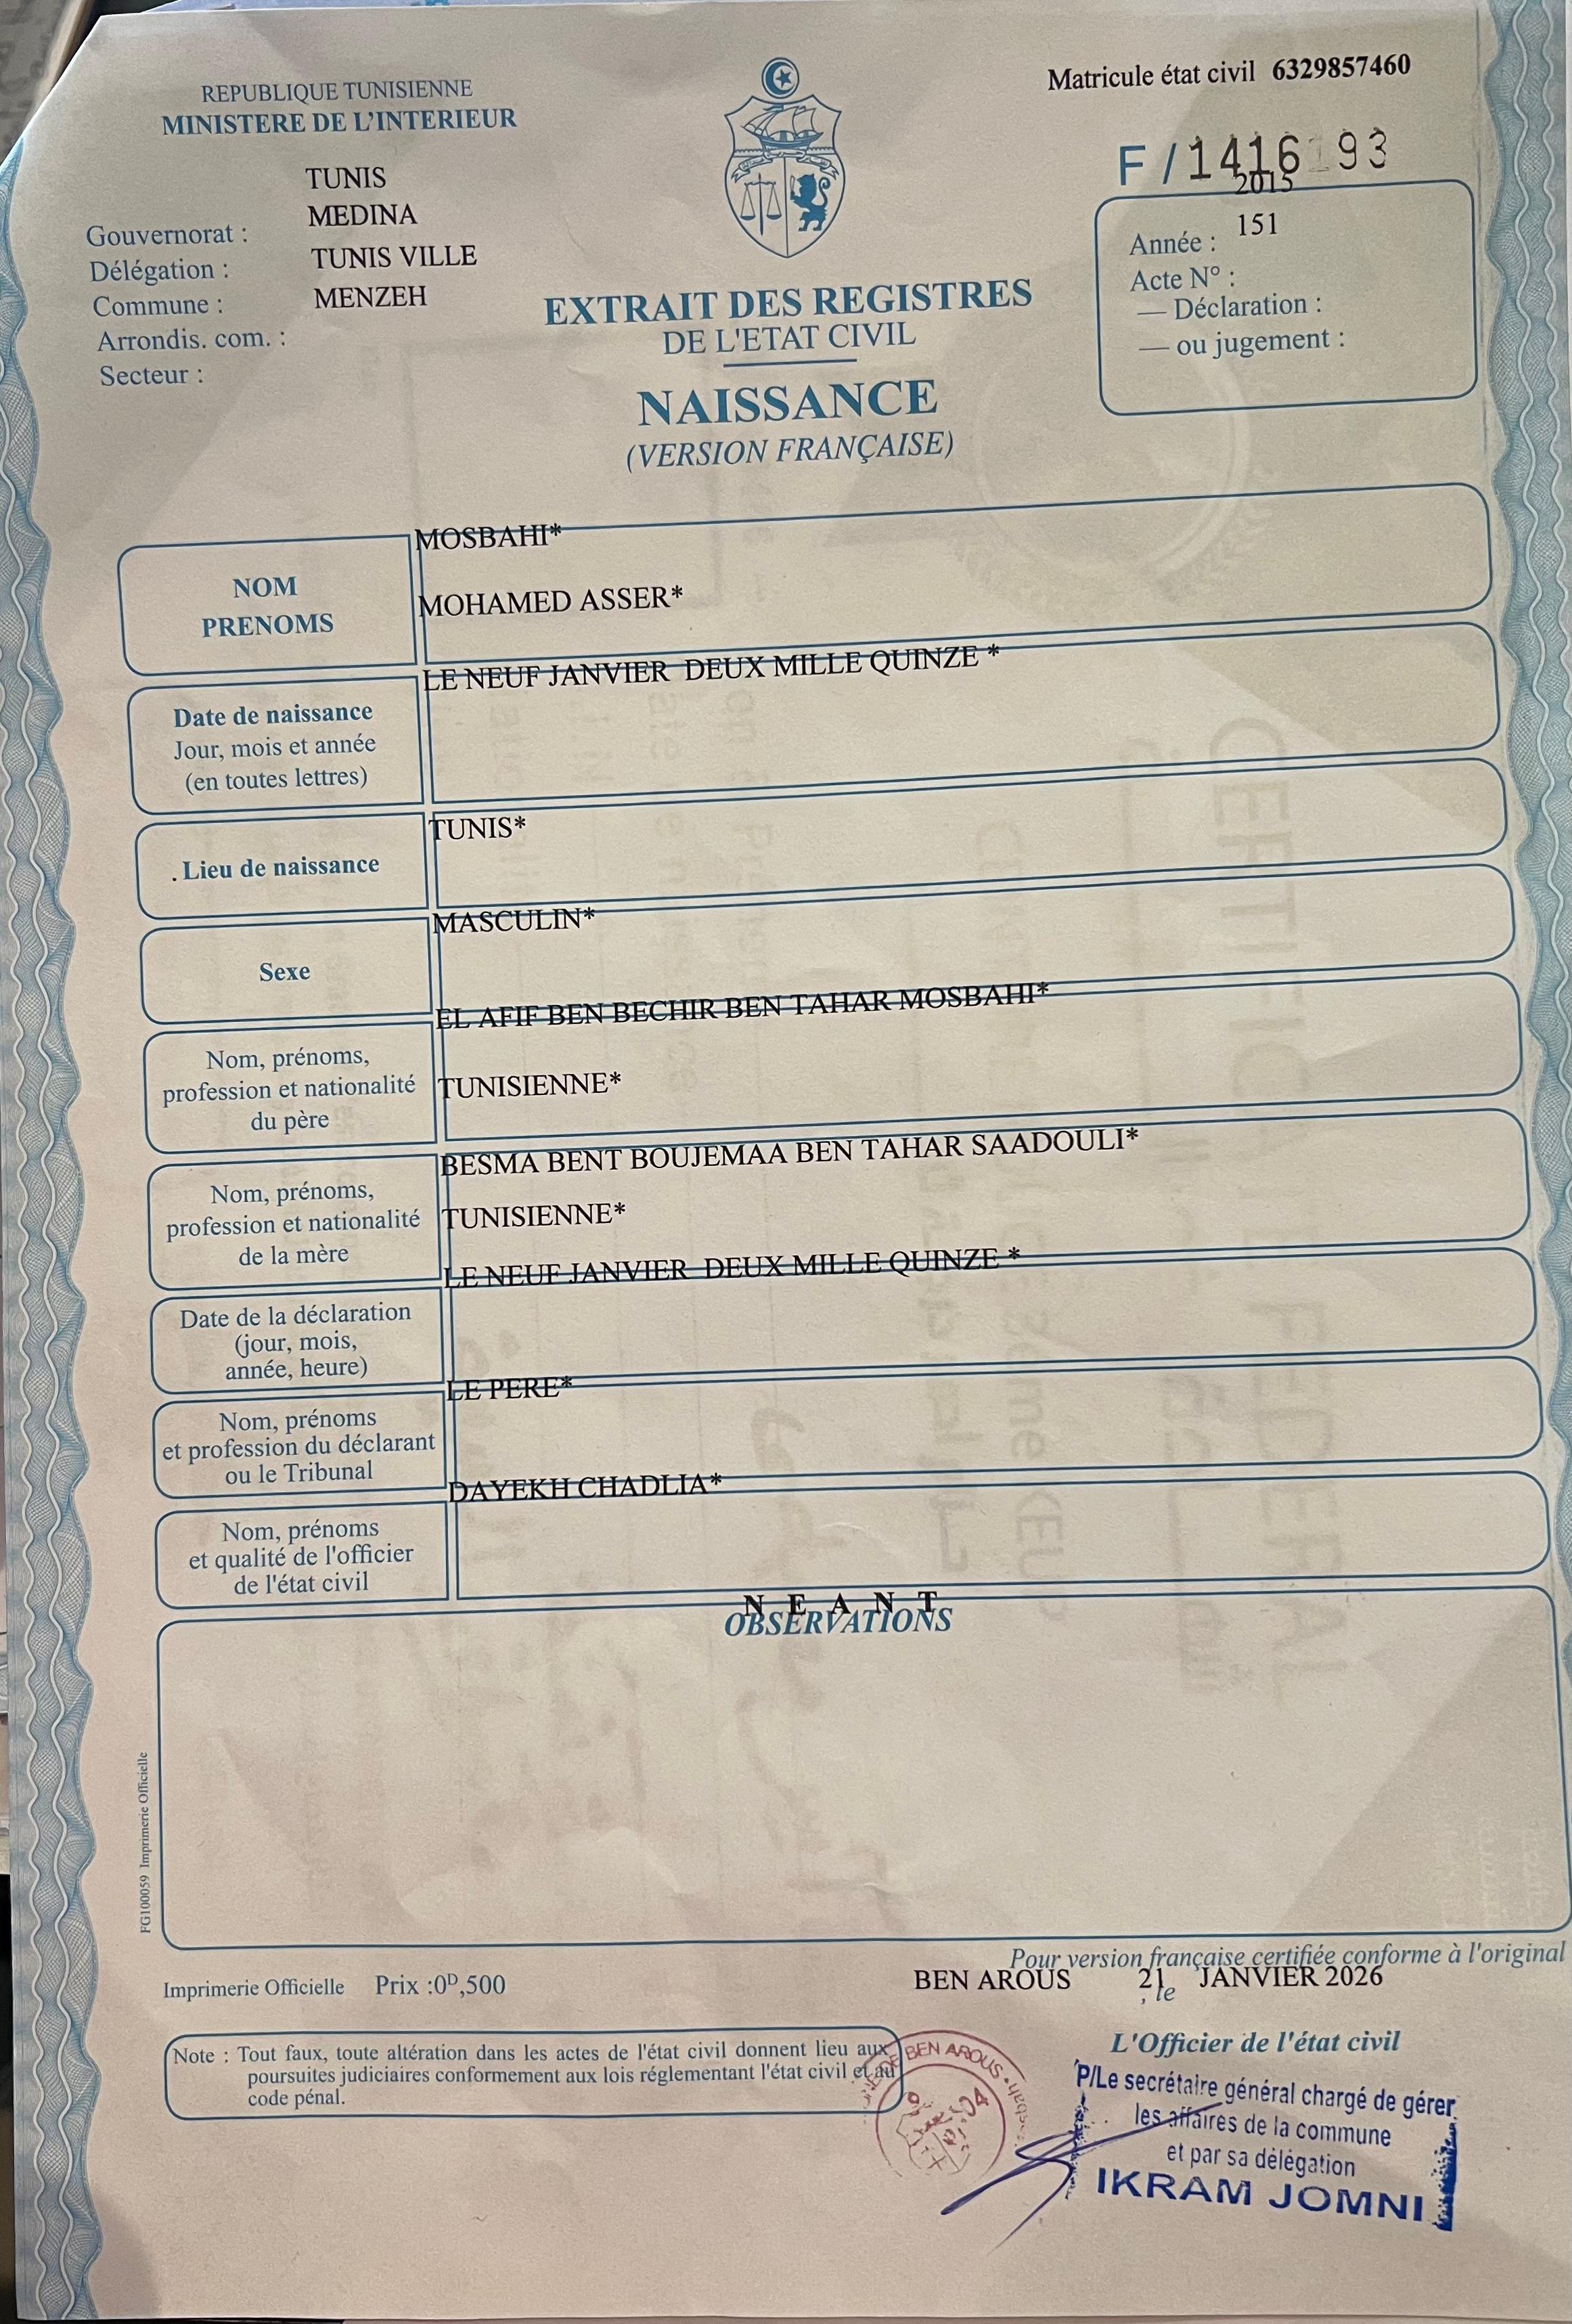 REPUBLIQUE TUNISIENNE
MINISTERE DE L'INTERIEUR
Matricule état civil 6329857460
F / 1416193
TUNIS
MEDINA
TUNIS VILLE
MENZEH
Gouvernorat :
Délégation :
Commune :
Arrondis. com. :
Secteur :
2015
151
Année :
Acte N° :
— Déclaration :
— ou jugement :
EXTRAIT DES REGISTRES
DE L'ETAT CIVIL
NAISSANCE
(VERSION FRANÇAISE)
NOM
PRENOMS
MOSBAHI*
MOHAMED ASSER*
Date de naissance
Jour, mois et année
(en toutes lettres)
LE NEUF JANVIER DEUX MILLE QUINZE *
Lieu de naissance
TUNIS*
Sexe
MASCULIN*
Nom, prénoms,
profession et nationalité
du père
EL AFIF BEN BECHIR BEN TAHAR MOSBAHI*
TUNISIENNE*
Nom, prénoms,
profession et nationalité
de la mère
BESMA BENT BOUJEMAA BEN TAHAR SAADOULI*
TUNISIENNE*
Date de la déclaration
(jour, mois,
année, heure)
LE NEUF JANVIER DEUX MILLE QUINZE *
Nom, prénoms
et profession du déclarant
ou le Tribunal
LE PERE*
Nom, prénoms
et qualité de l'officier
de l'état civil
DAYEKH CHADLIA*
N E A N T
OBSERVATIONS
FG100059 Imprimerie Officielle
Pour version française certifiée conforme à l'original
BEN AROUS , le 21 JANVIER 2026
Imprimerie Officielle Prix :0D,500
L'Officier de l'état civil
Note : Tout faux, toute altération dans les actes de l'état civil donnent lieu aux
poursuites judiciaires conformement aux lois réglementant l'état civil et au
code pénal.
DE BEN AROUS
04
P/Le secrétaire général chargé de gérer
les affaires de la commune
et par sa délégation
IKRAM JOMNI